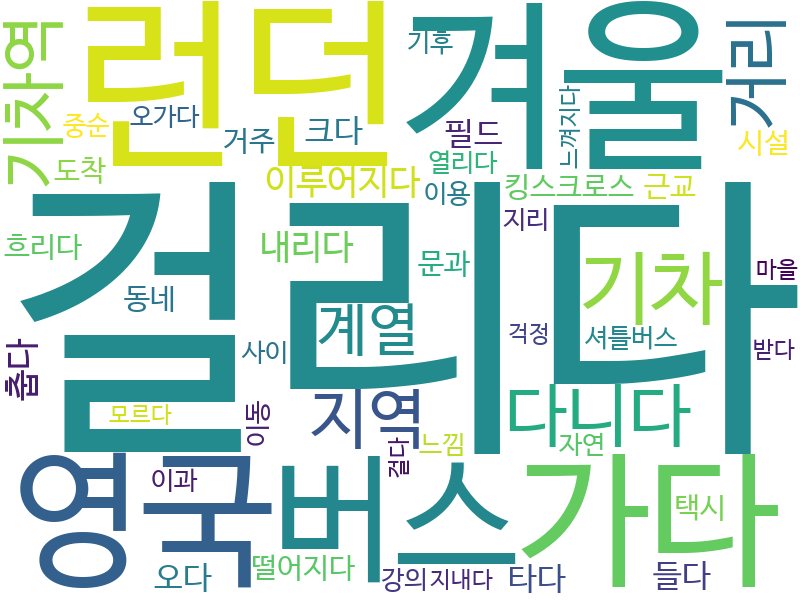 런던
겨울
기차역
거리
기후
중순
오가다
거주
크다
필드
느껴지다
시설
도착
이루어지다
열리다
이용
킹스크로스
근교
걸리다
흐리다
내리다
문과
지리
기차
마을
동네
계열
사이
걱정
셔틀버스
받다
춥다
모르다
이동
지역
다니다
느낌
자연
걷다
영국
이과
버스
가다
택시
오다
떨어지다
강의
지내다
타다
들다